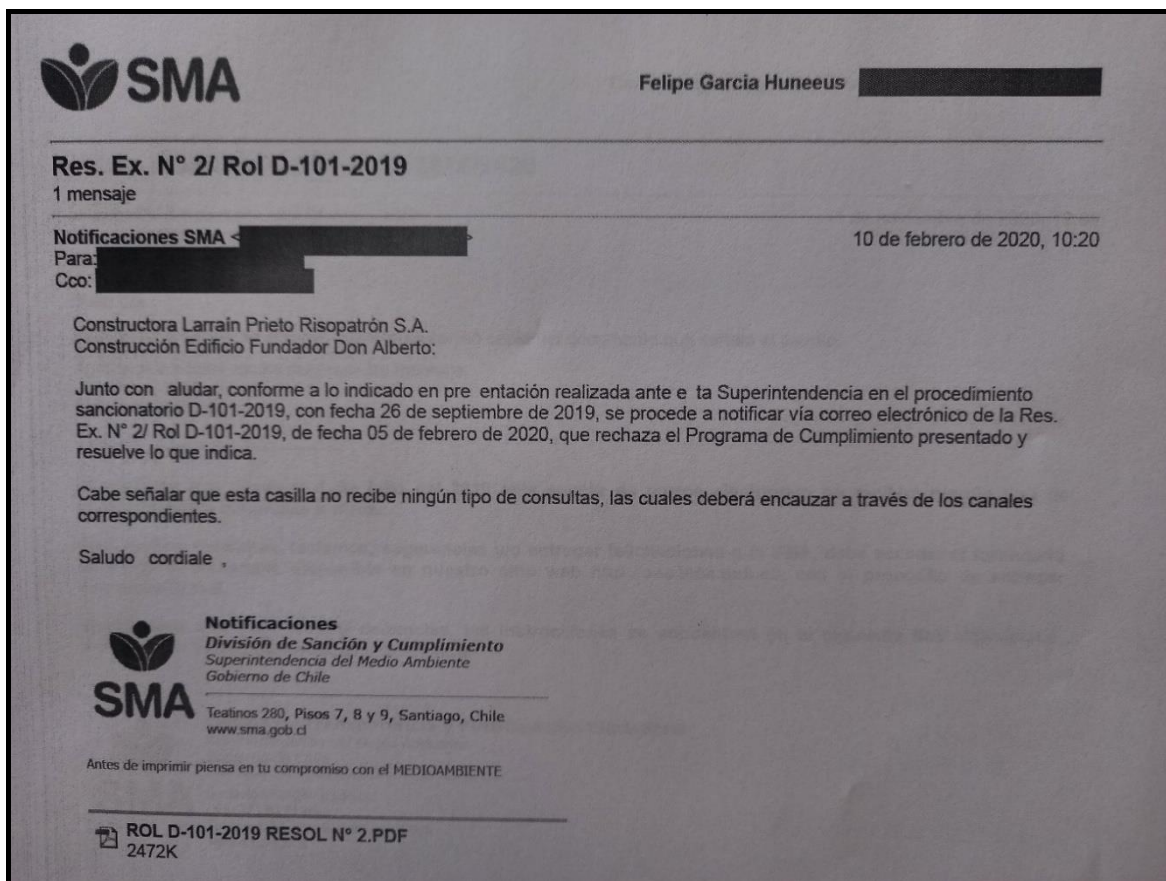 SMA
Felipe Garcia Huneeus
Res. Ex. N° 2/ Rol D-101-2019
1 mensaje
Notificaciones SMA < >
10 de febrero de 2020, 10:20
Para:
Cco:
Constructora Larraín Prieto Risopatrón S.A.
Construcción Edificio Fundador Don Alberto:
Junto con aludar, conforme a lo indicado en pre entación realizada ante e ta Superintendencia en el procedimiento
sancionatorio D-101-2019, con fecha 26 de septiembre de 2019, se procede a notificar vía correo electrónico de la Res.
Ex. N° 2/ Rol D-101-2019, de fecha 05 de febrero de 2020, que rechaza el Programa de Cumplimiento presentado y
resuelve lo que indica.
Cabe señalar que esta casilla no recibe ningún tipo de consultas, las cuales deberá encauzar a través de los canales
correspondientes.
Saludo cordiale ,
Notificaciones
División de Sanción y Cumplimiento
Superintendencia del Medio Ambiente
Gobierno de Chile
SMA
Teatinos 280, Pisos 7, 8 y 9, Santiago, Chile
www.sma.gob.cl
Antes de imprimir piensa en tu compromiso con el MEDIOAMBIENTE
ROL D-101-2019 RESOL N° 2.PDF
2472K